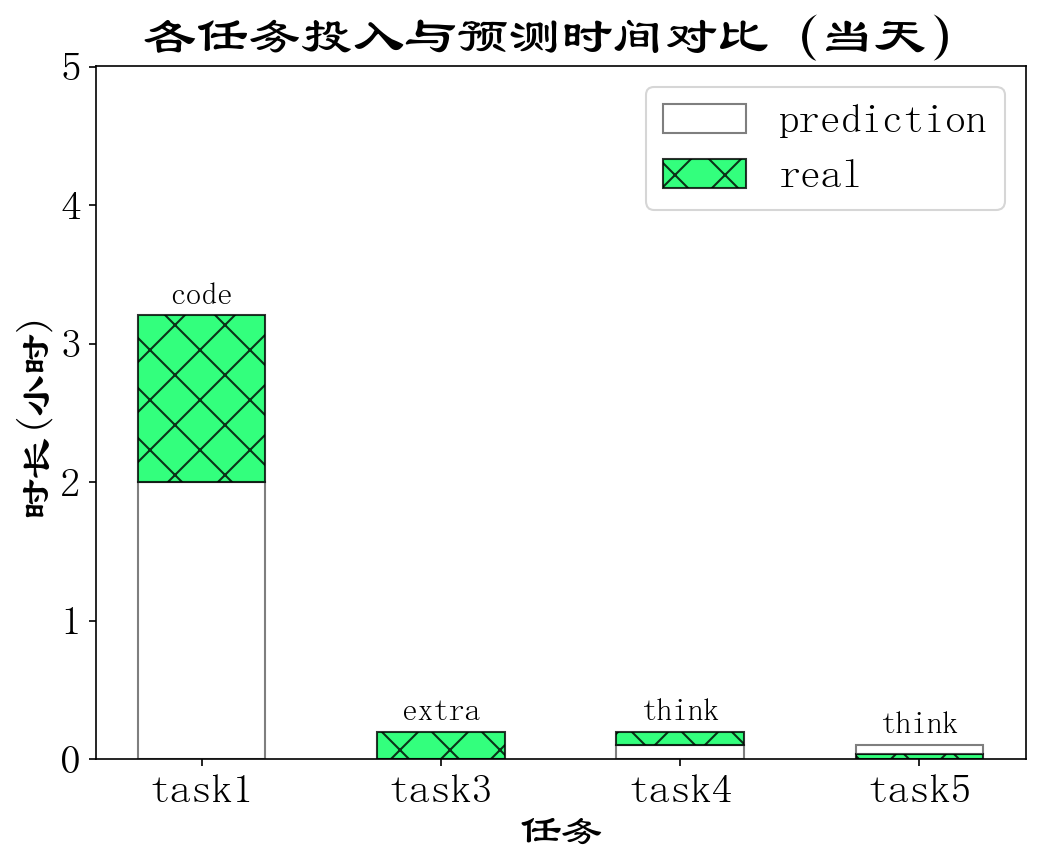 各任务投入与预测时间对比 (当天)
prediction
real
时长(小时)
5
4
3
2
1
0
code
extra
think
think
task1
task3
task4
task5
任务